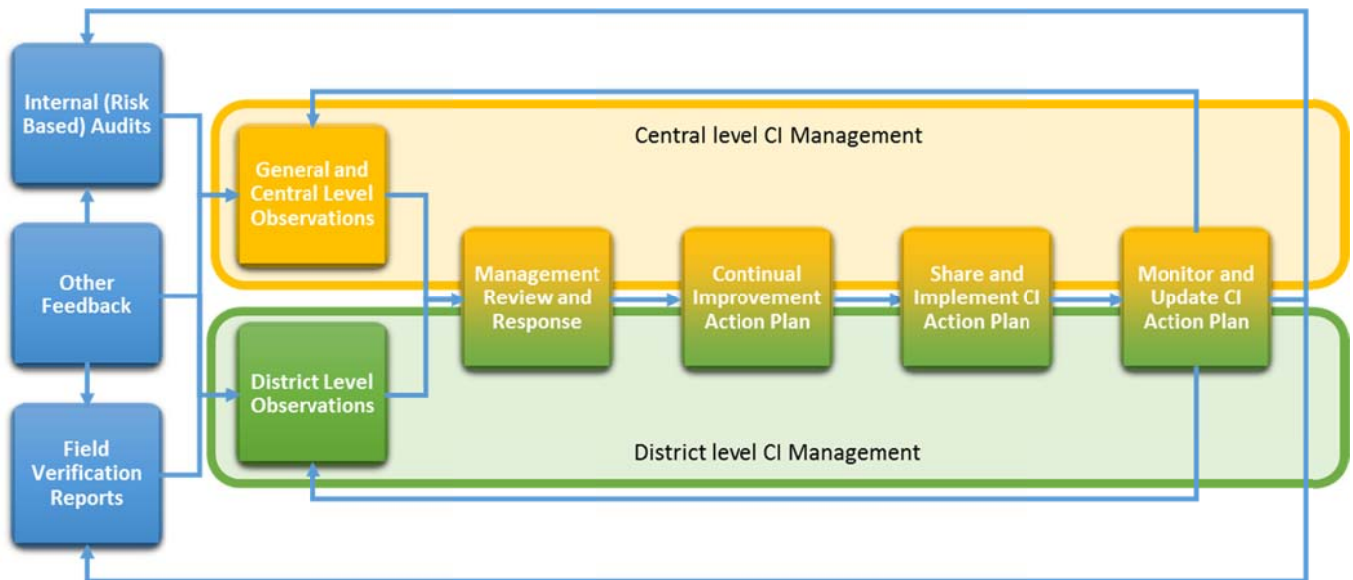 Internal (Risk
Based) Audits
Other
Feedback
Field
Verification
Reports
Central level CI Management
General and
Central Level
Observations
District Level
Observations
Management
Review and
Response
Continual
Improvement
Action Plan
Share and
Implement CI
Action Plan
Monitor and
Update CI
Action Plan
District level CI Management